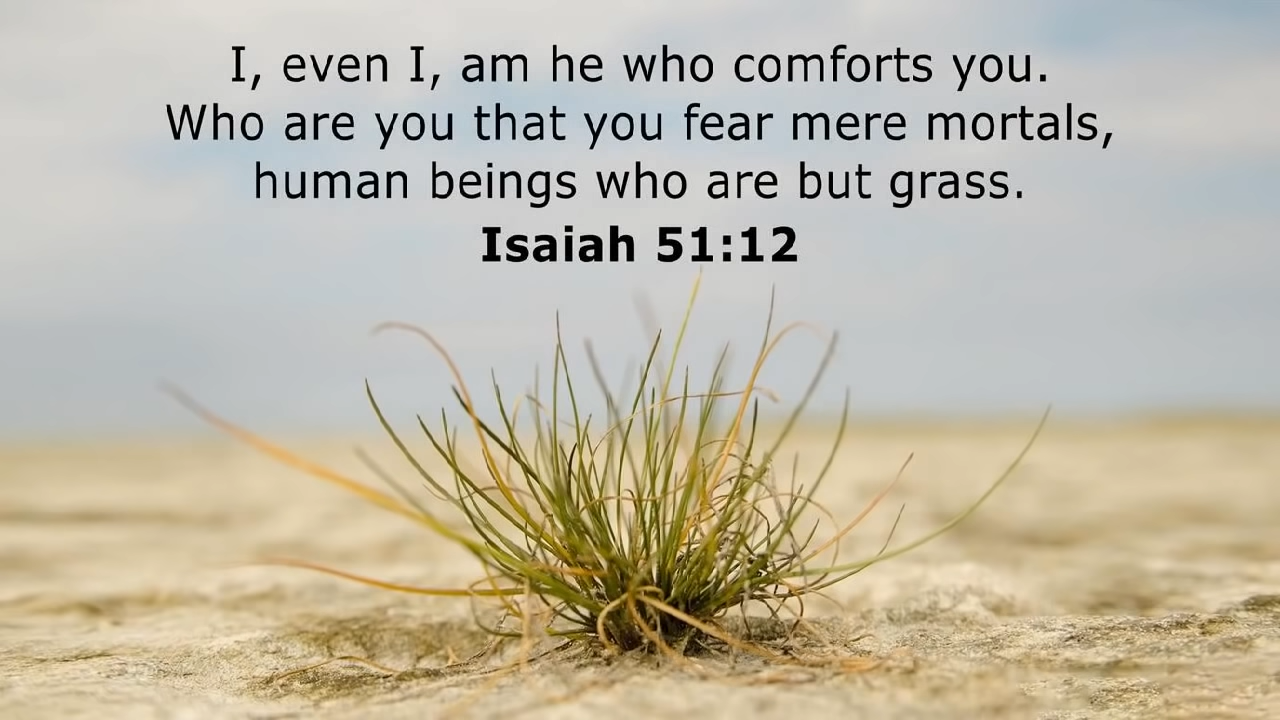 I, even I, am he who comforts you.
Who are you that you fear mere mortals,
human beings who are but grass.
Isaiah 51:12